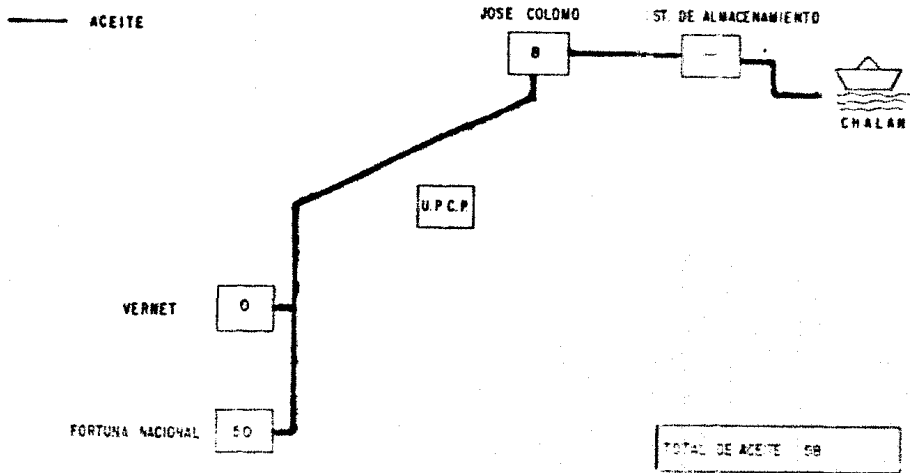 ACEITE
JOSE COLOMO
ST. DE ALMACENAMIENTO
8
—
CHALAN
U.P.C.P.
VERNET
0
FORTUNA NACIONAL
50
TOTAL DE ACEITE 58